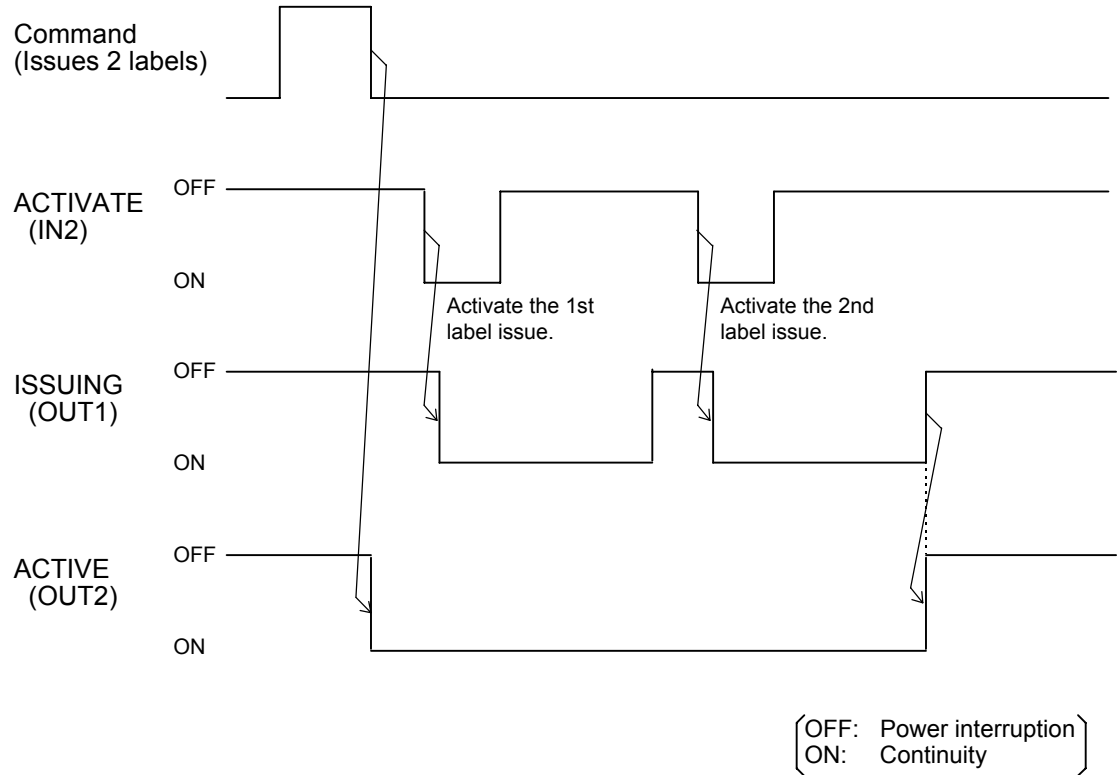 Command
(Issues 2 labels)
ACTIVATE
(IN2)
OFF
ON
Activate the 1st
label issue.
Activate the 2nd
label issue.
ISSUING
(OUT1)
OFF
ON
ACTIVE
(OUT2)
OFF
ON
OFF: Power interruption
ON: Continuity